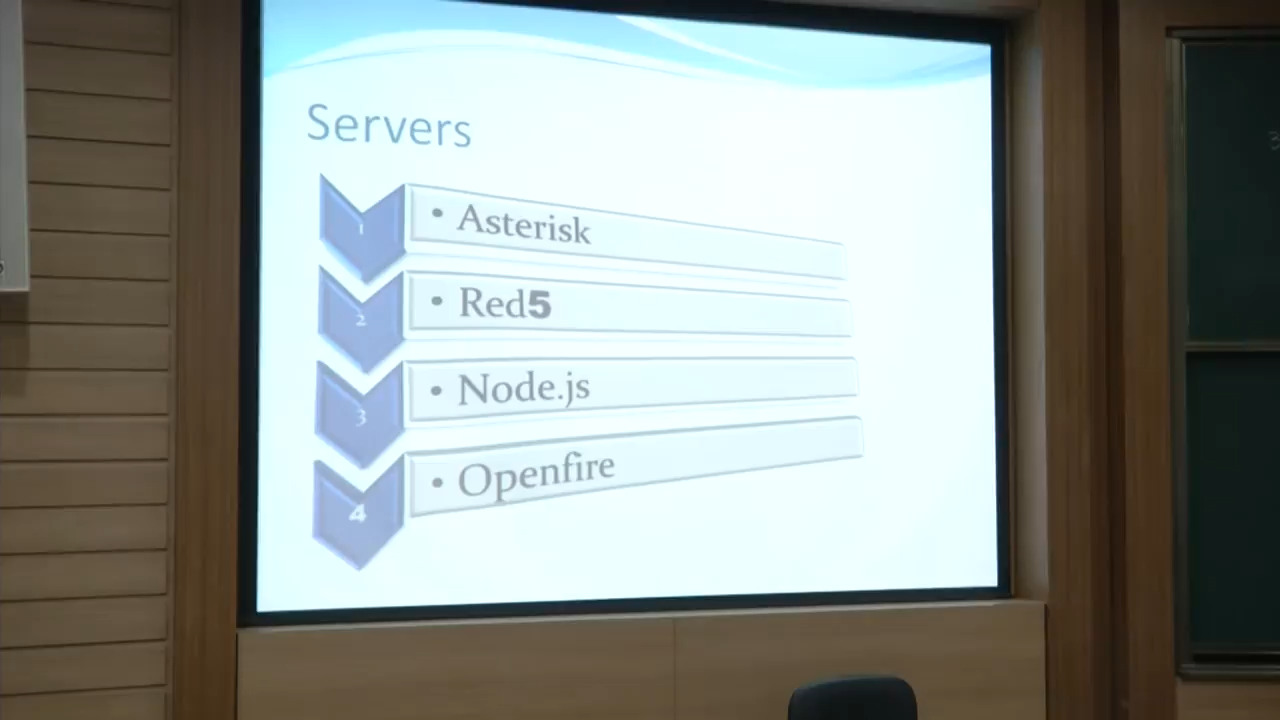 Servers
1
• Asterisk
2
• Red5
3
• Node.js
4
• Openfire